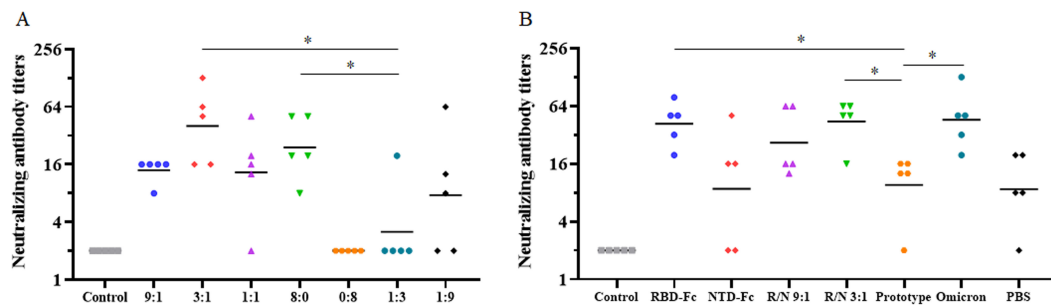 A
Neutralizing antibody titers
256
64
16
4
1
*
*
Control 9:1 3:1 1:1 8:0 0:8 1:3 1:9
B
Neutralizing antibody titers
256
64
16
4
1
*
*
*
Control RBD-Fc NTD-Fc R/N 9:1 R/N 3:1 Prototype Omicron PBS